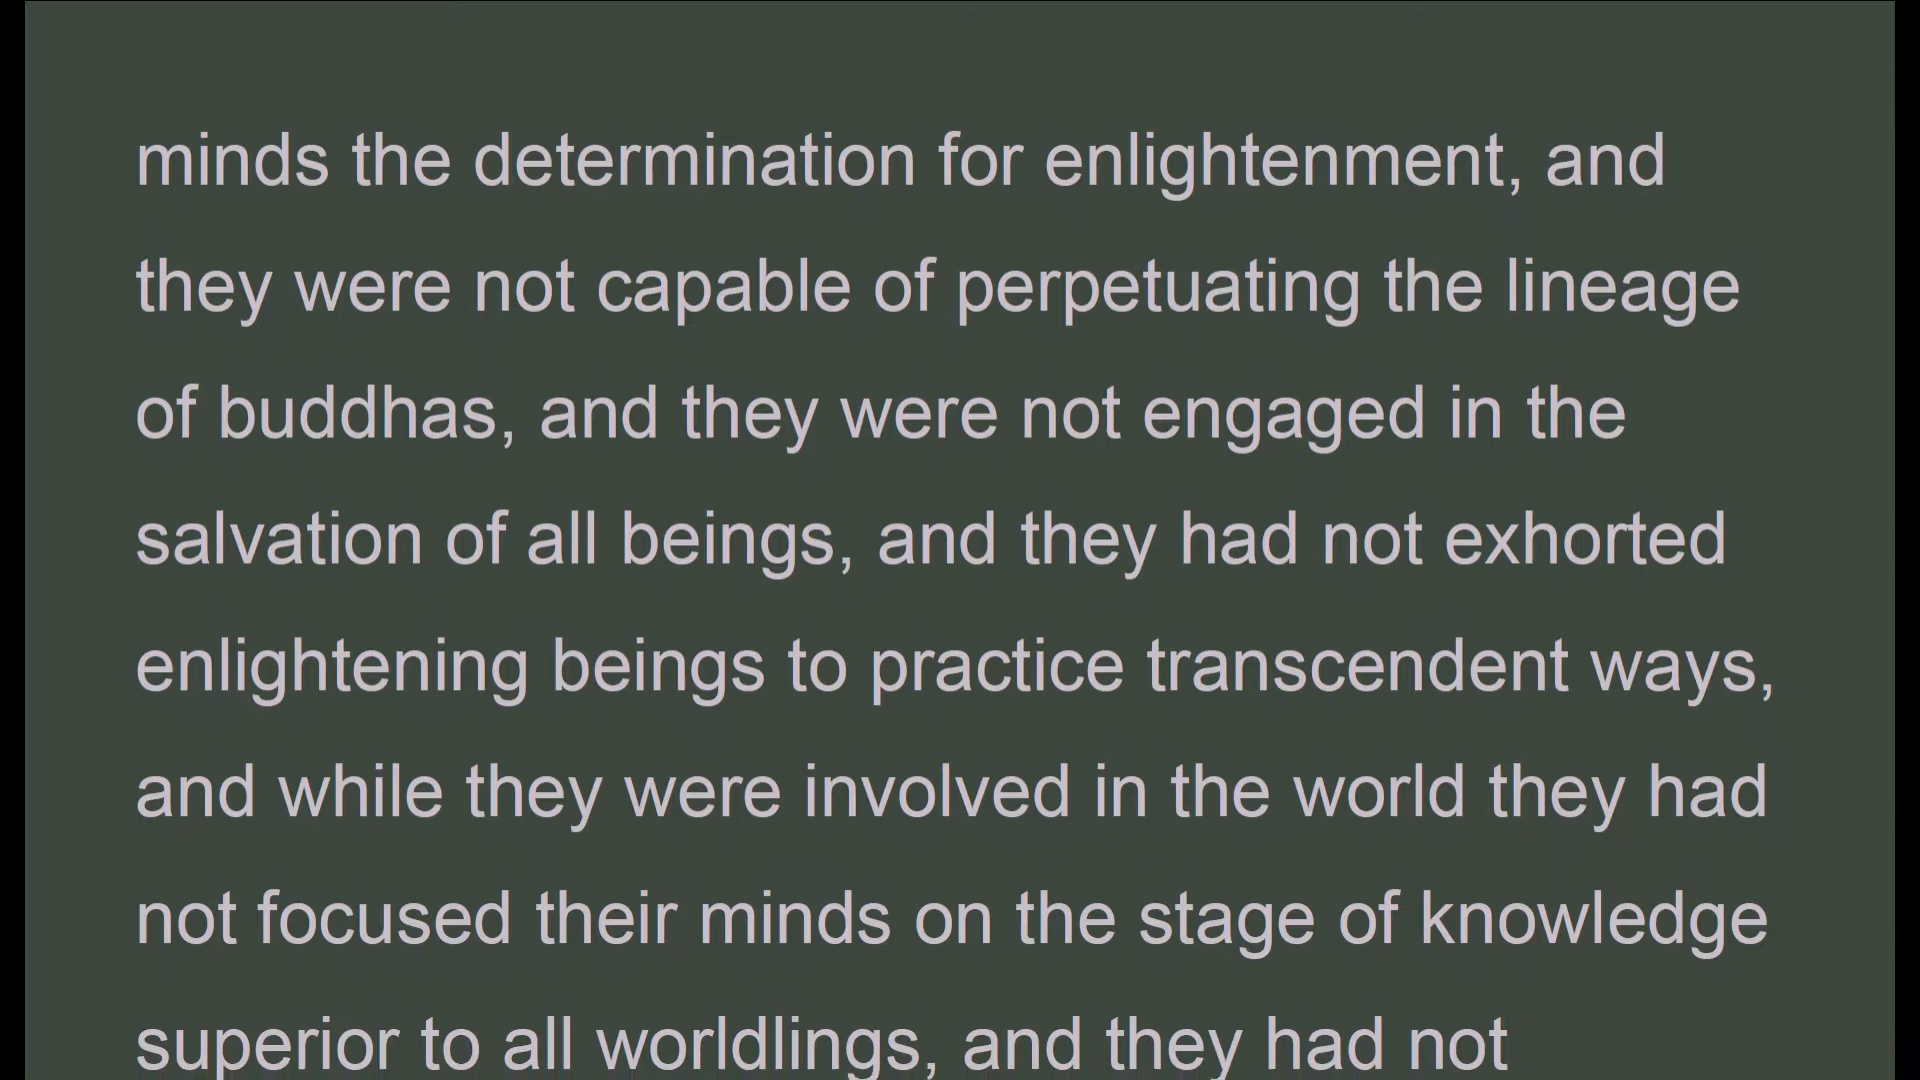 minds the determination for enlightenment, and
they were not capable of perpetuating the lineage
of buddhas, and they were not engaged in the
salvation of all beings, and they had not exhorted
enlightening beings to practice transcendent ways,
and while they were involved in the world they had
not focused their minds on the stage of knowledge
superior to all worldlings, and they had not